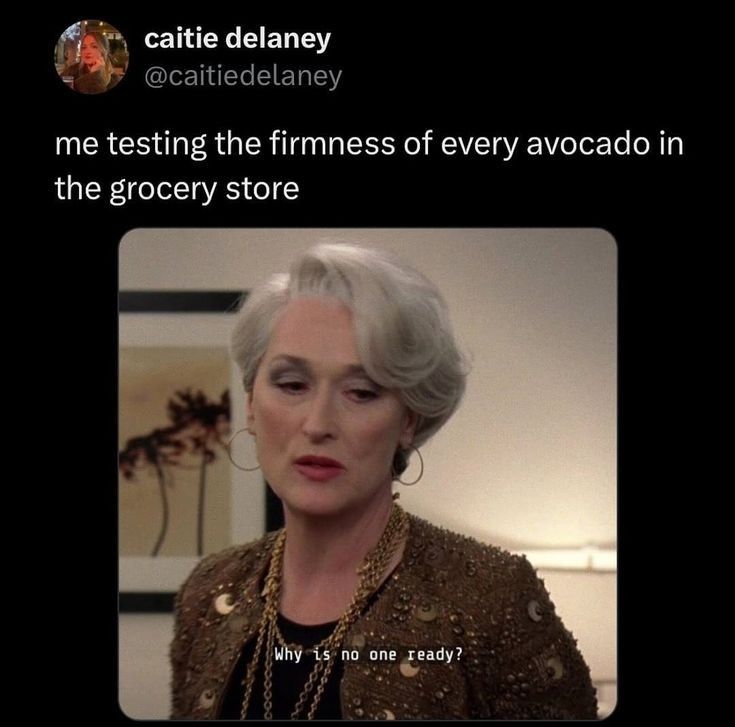 caitie delaney
@caitiedelaney
me testing the firmness of every avocado in
the grocery store
Why is no one ready?